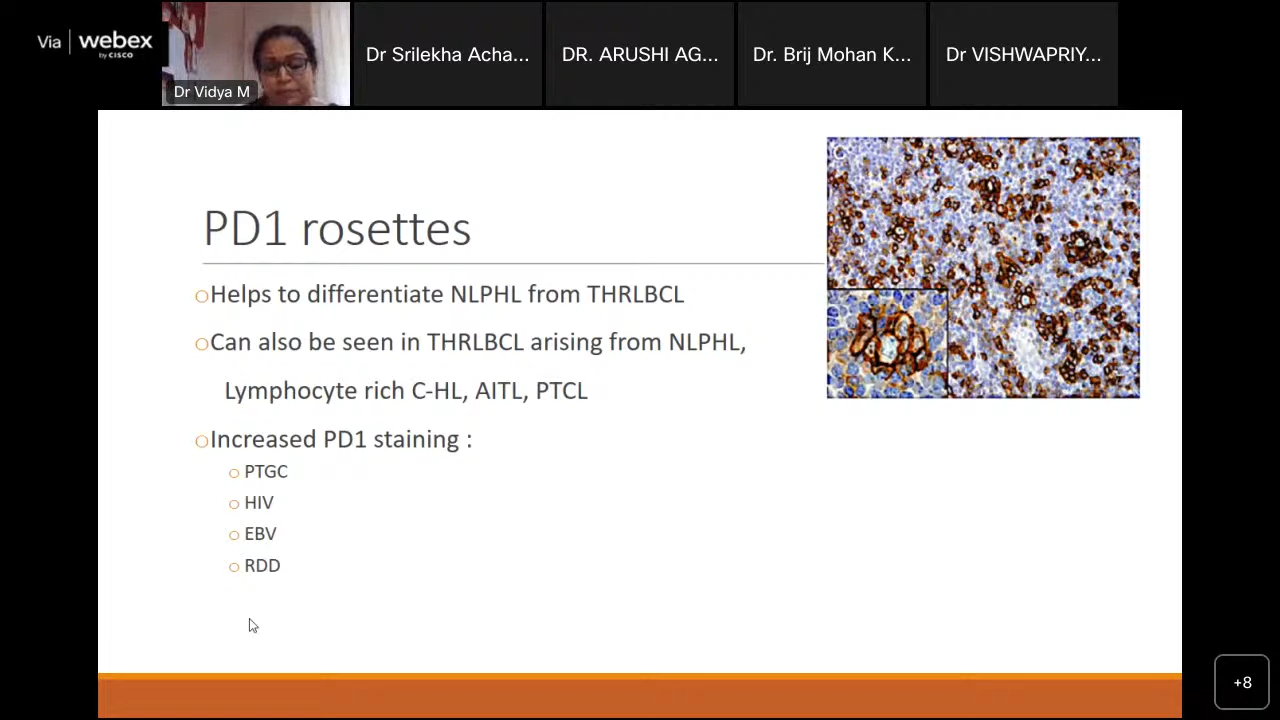 Via | webex
by CISCO
Dr Vidya M
Dr Srilekha Acha...
DR. ARUSHI AG...
Dr. Brij Mohan K...
Dr VISHWAPRIY...
PD1 rosettes
Helps to differentiate NLPHL from THRLBCL
Can also be seen in THRLBCL arising from NLPHL,
Lymphocyte rich C-HL, AITL, PTCL
Increased PD1 staining :
PTGC
HIV
EBV
RDD
+8